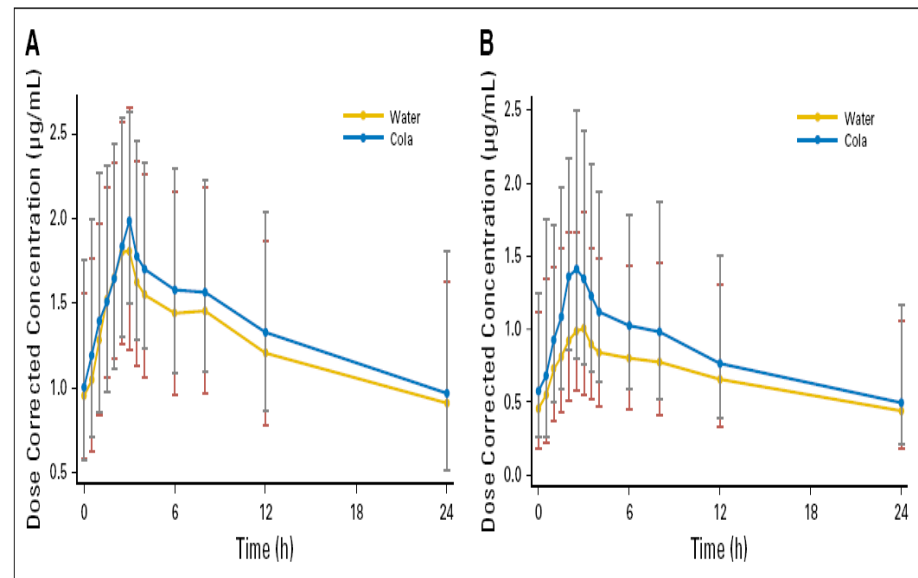 A
Dose Corrected Concentration (µg/mL)
2.5
2.0
1.5
1.0
0.5
Water
Cola
0 6 12 18 24
Time (h)
B
Dose Corrected Concentration (µg/mL)
2.5
2.0
1.5
1.0
0.5
0.0
Water
Cola
0 6 12 18 24
Time (h)